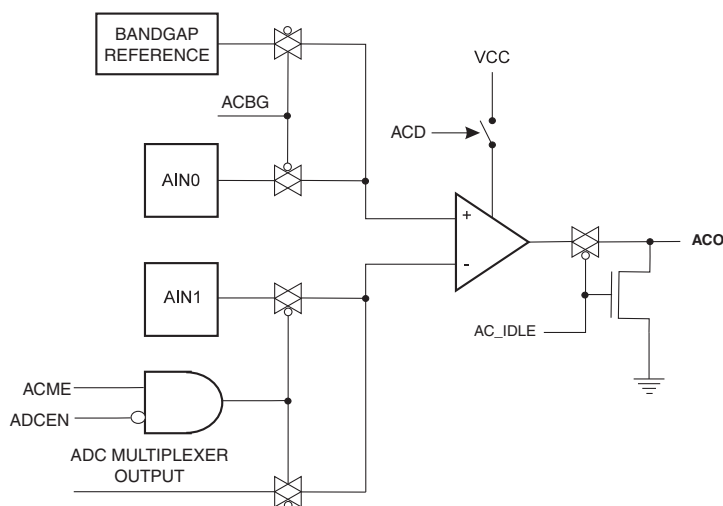 BANDGAP
REFERENCE
VCC
ACBG
ACD
AIN0
+
ACO
-
AIN1
AC_IDLE
ACME
ADCEN
ADC MULTIPLEXER
OUTPUT